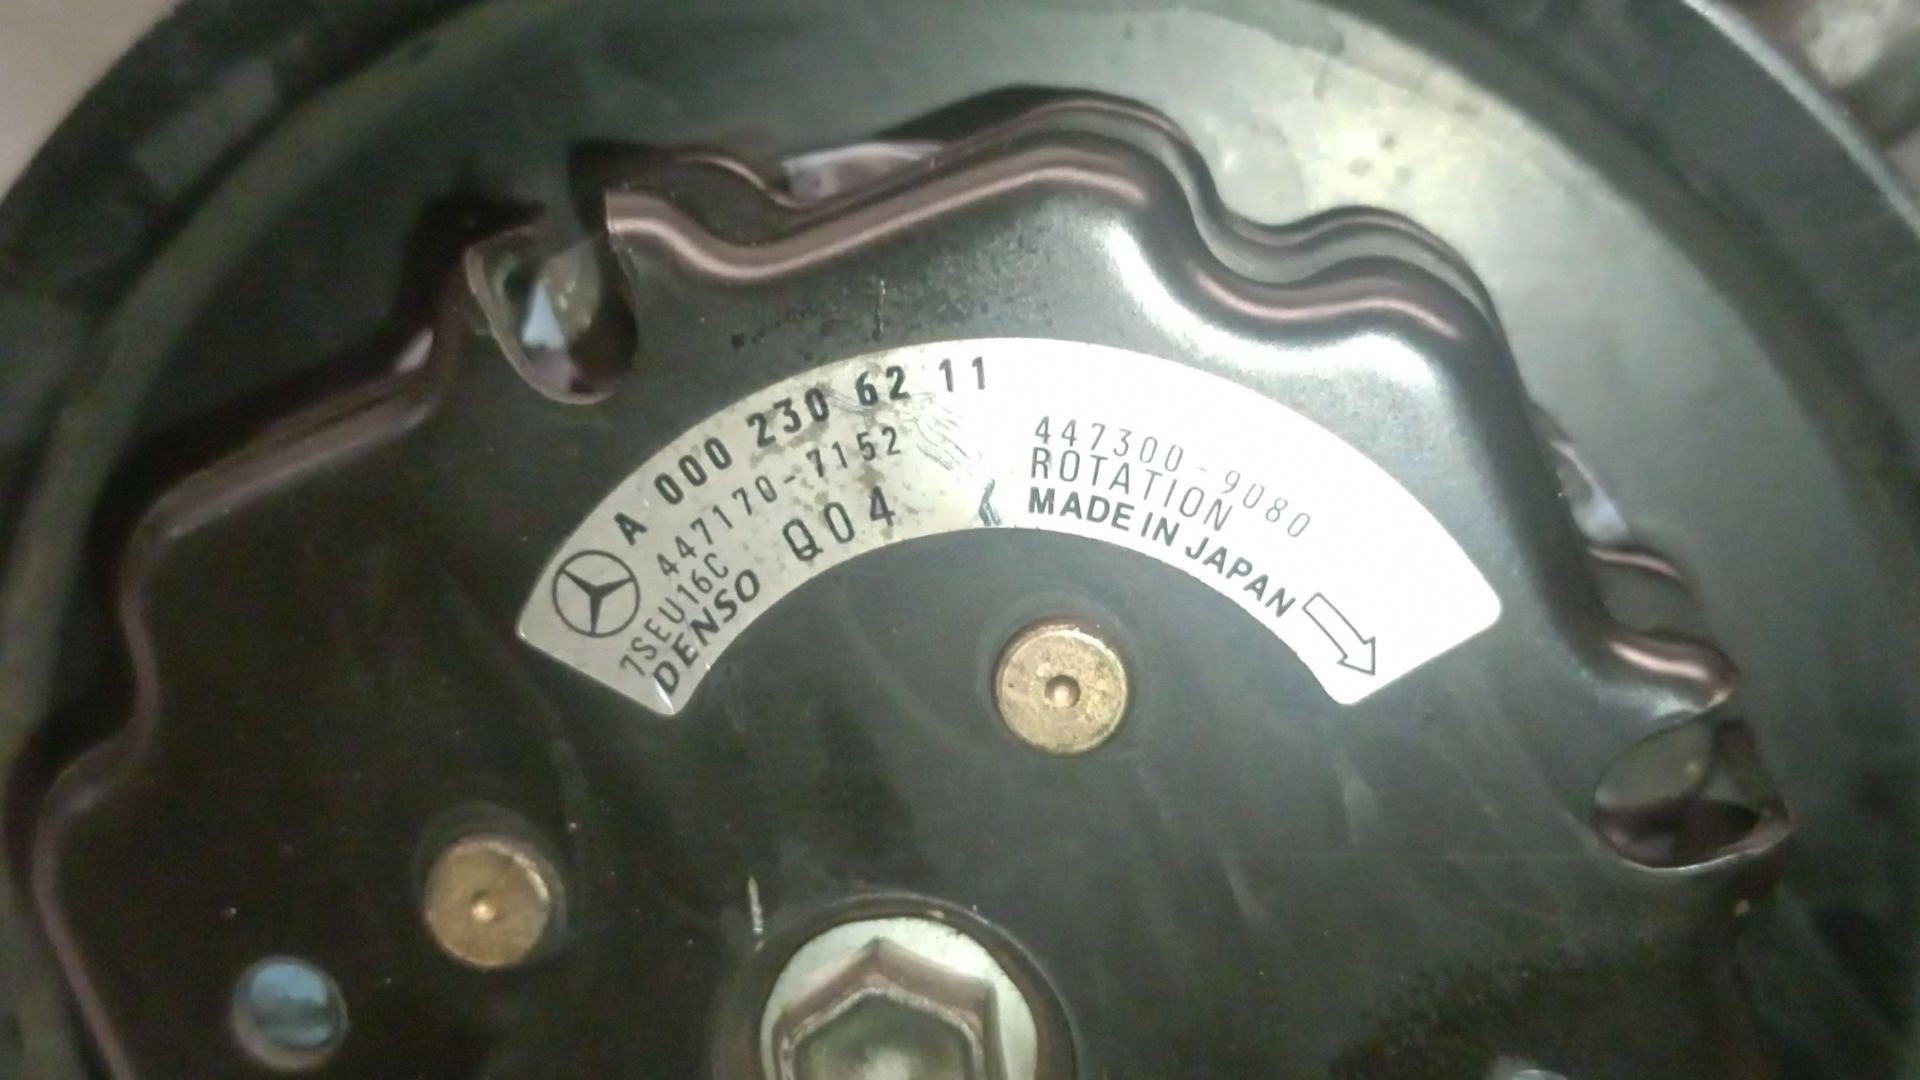 A 000 230 62 11
447170-7152
7SEU16C
DENSO Q04
447300-9080
ROTATION
MADE IN JAPAN